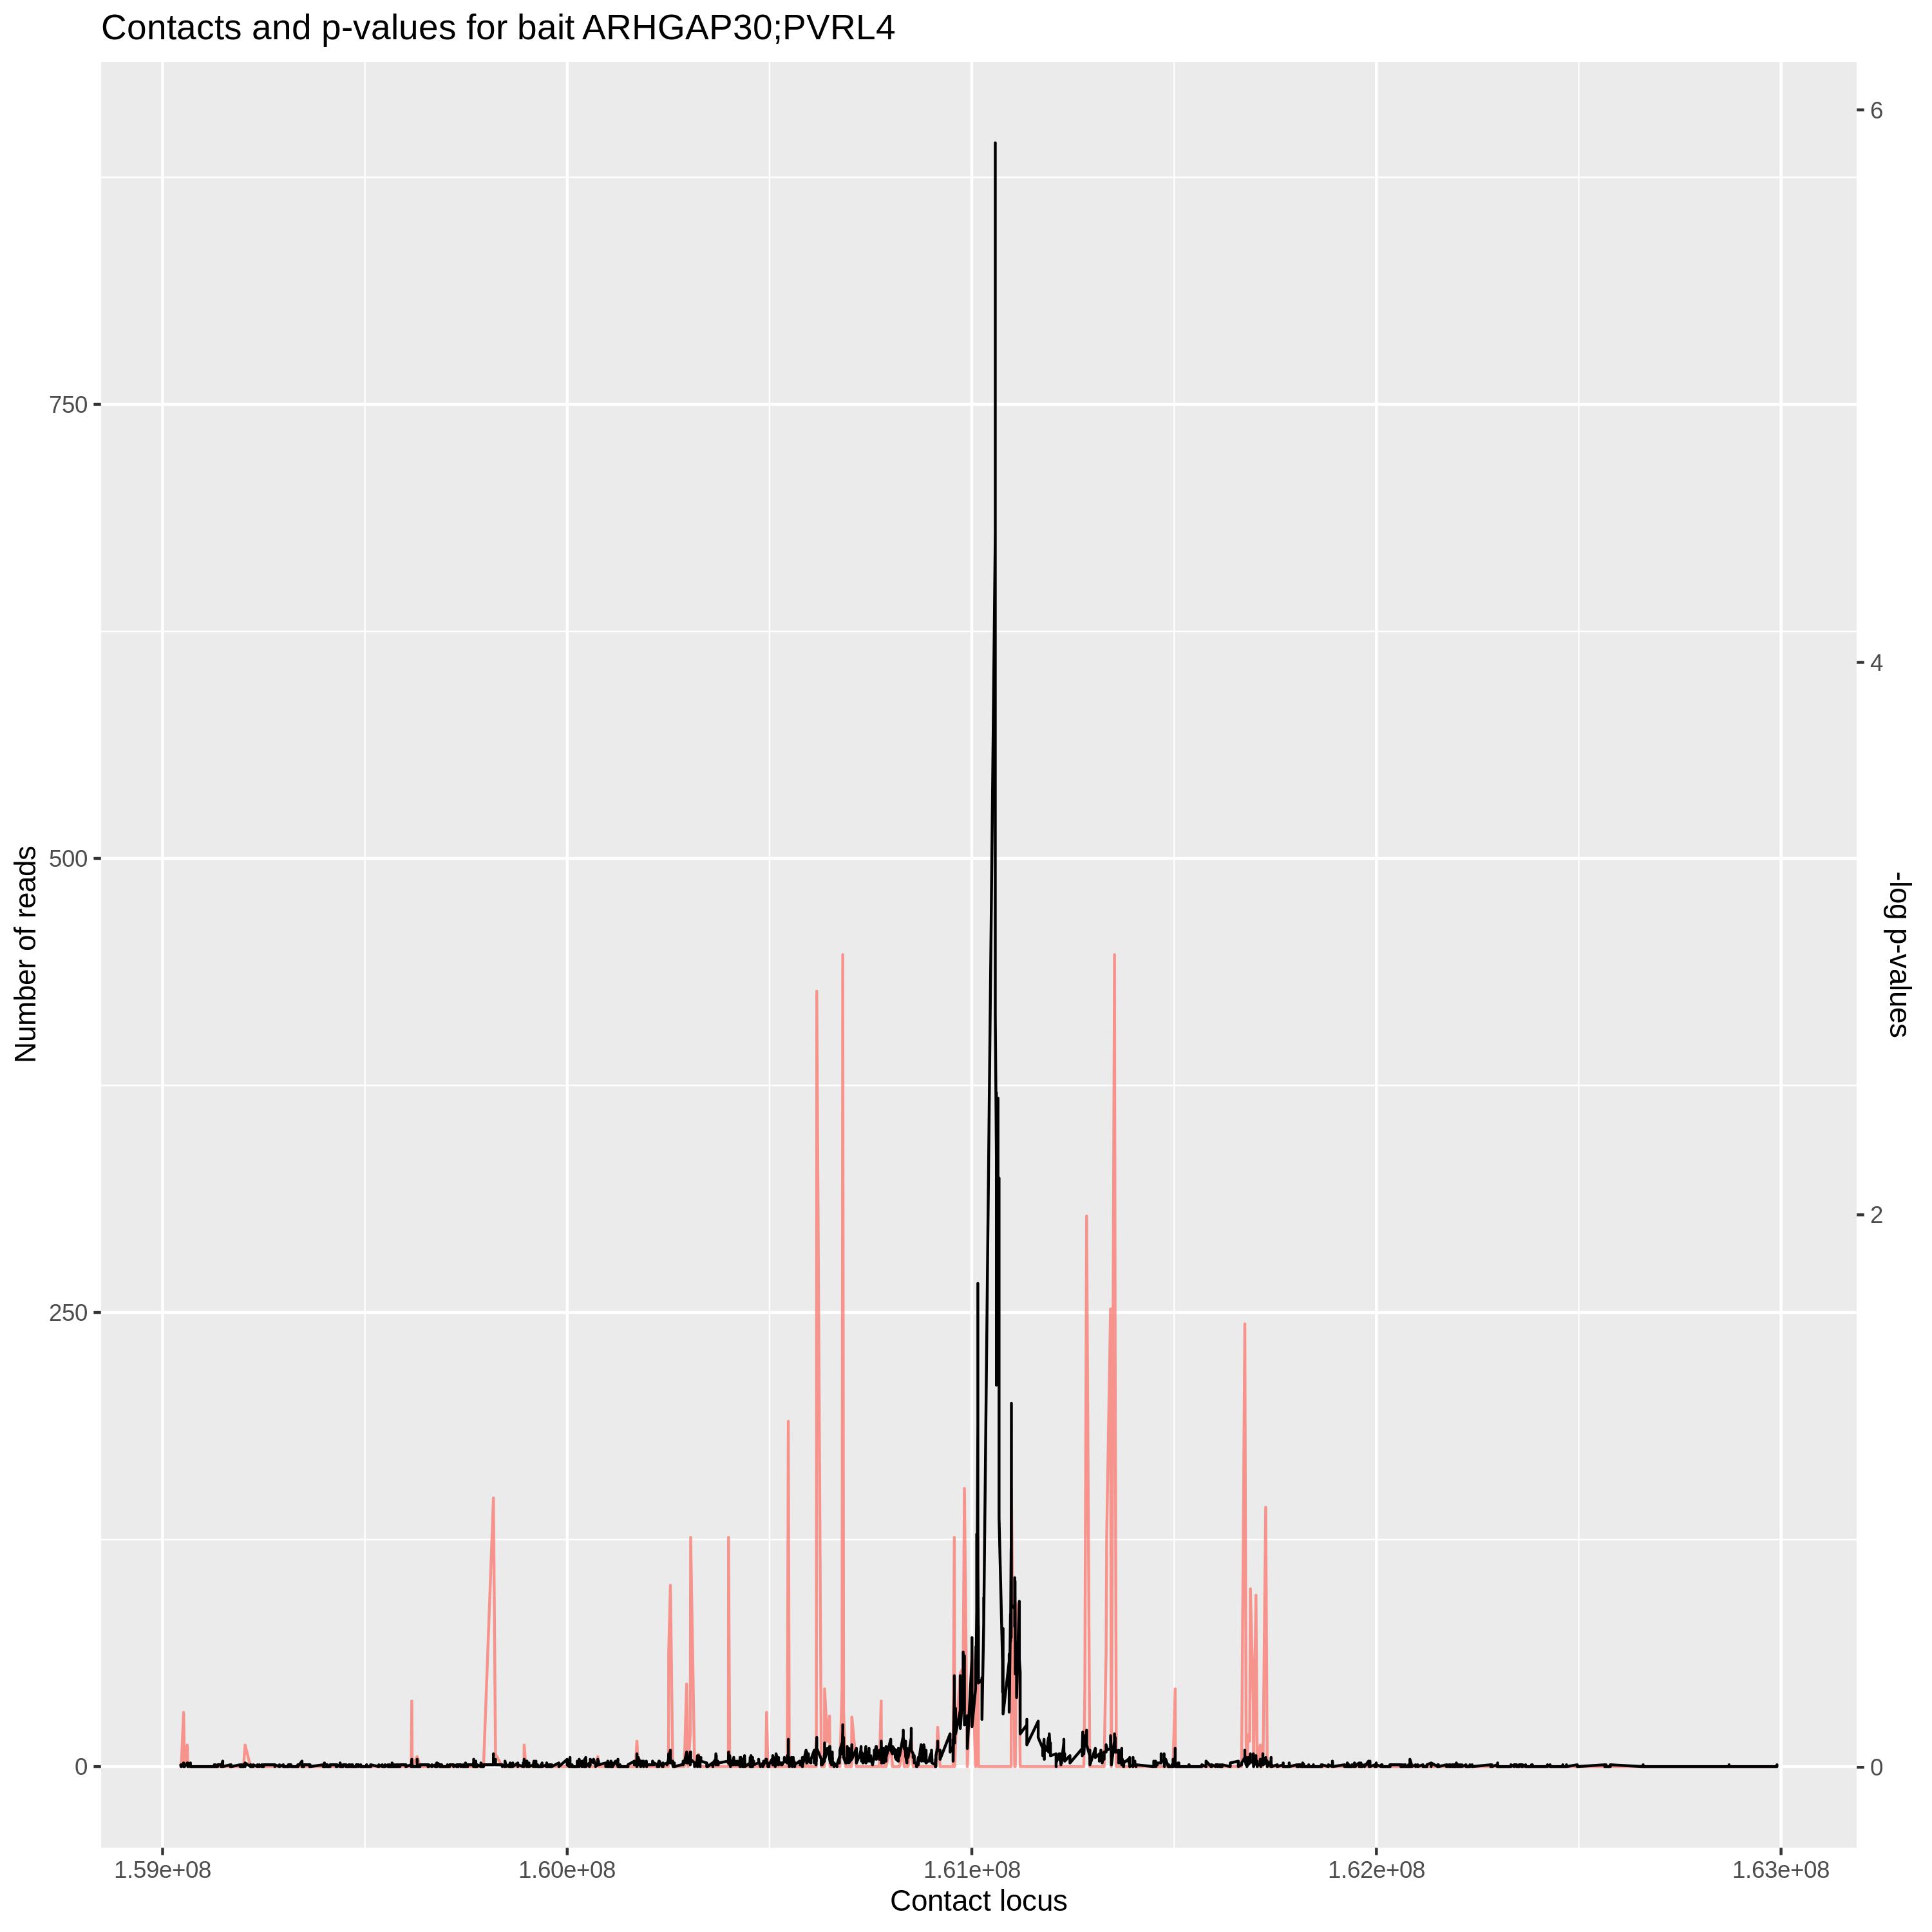 Contacts and p-values for bait ARHGAP30;PVRL4
750
500
250
0
Number of reads
6
4
2
0
-log p-values
1.59e+08
1.60e+08
1.61e+08
1.62e+08
1.63e+08
Contact locus